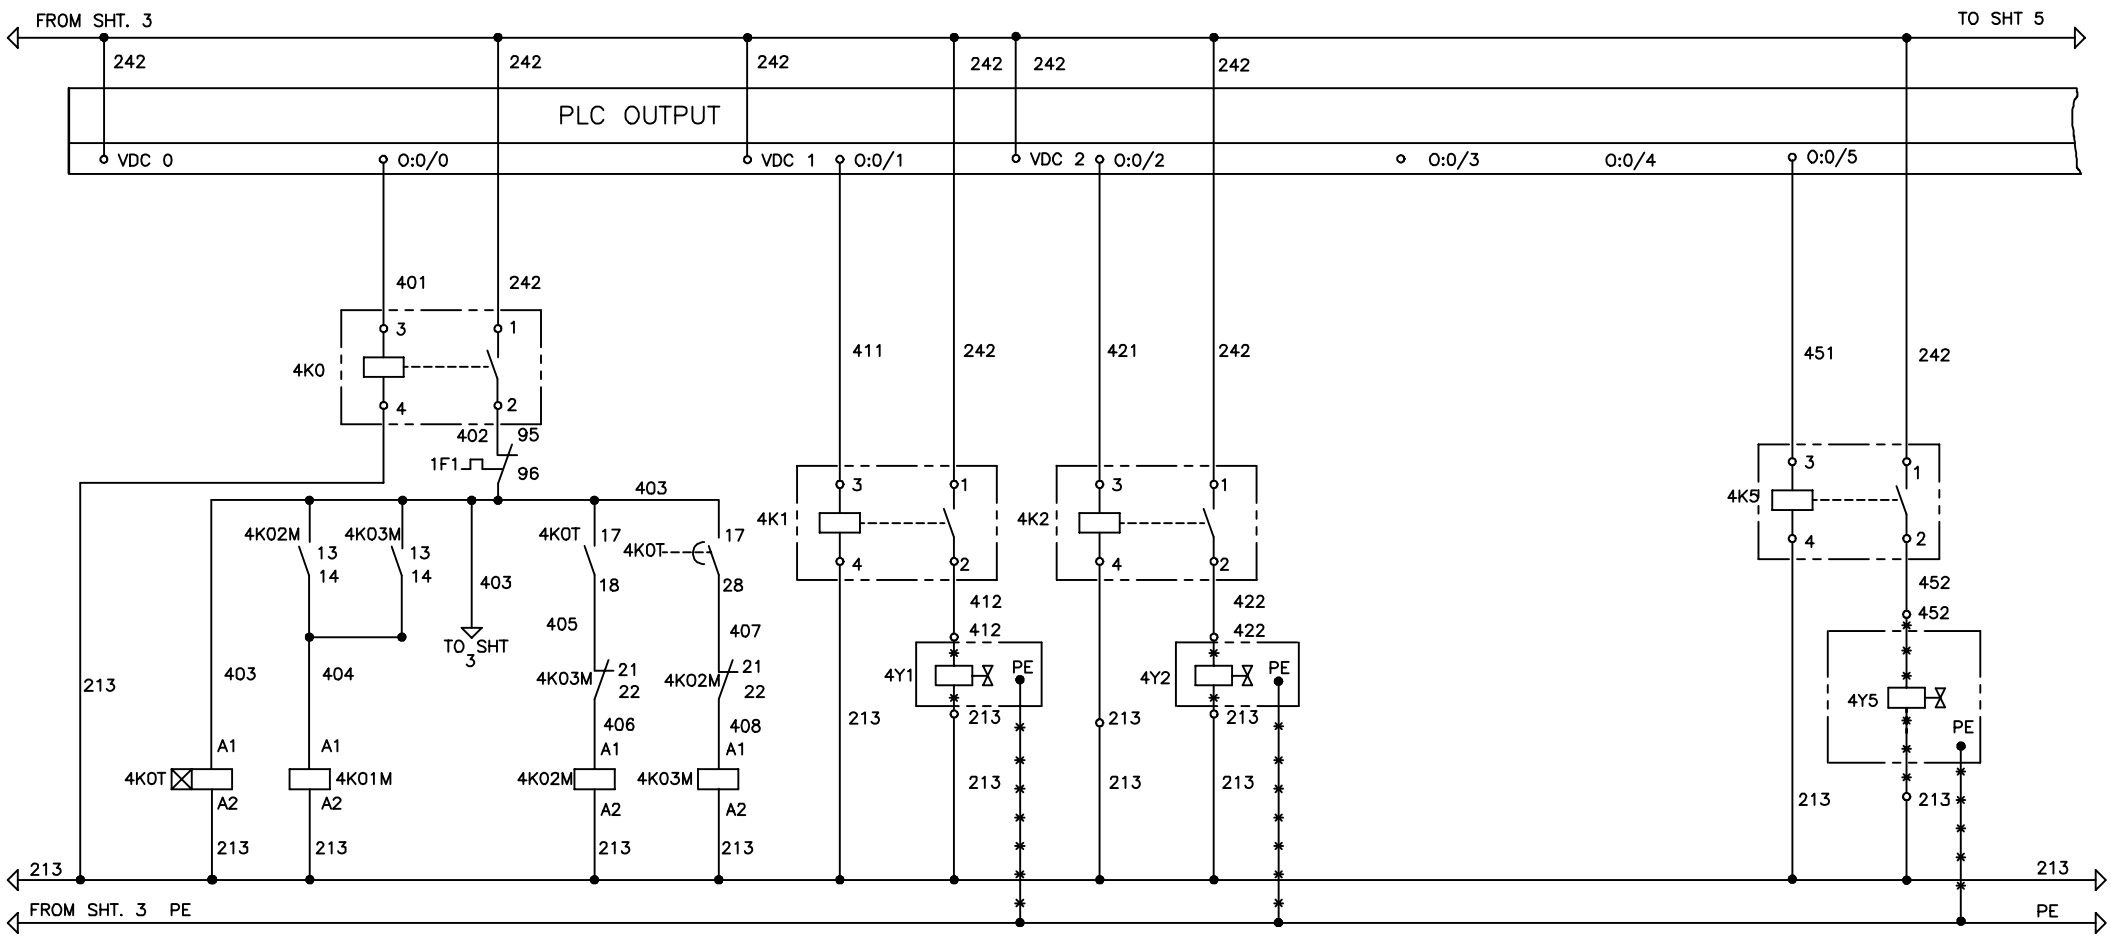 FROM SHT. 3
TO SHT 5
242 242 242 242 242 242
PLC OUTPUT
VDC 0 O:0/0 VDC 1 O:0/1 VDC 2 O:0/2 O:0/3 O:0/4 O:0/5
401 242
3 1
4K0
4 2
402 95
1F1
96
411 242 421 242 451 242
3 1
4K5
4 2
3 1 3 1
4K1 4K2
4 2 4 2
403
4K02M 4K03M 4K0T 17 17
13 13 4K0T
14 14 403 18 28
452
452
412 422
412 422
405 407
TO SHT
3
403 404
213
4K03M 21 4K02M 21
22 22
4Y1 PE 4Y2 PE
4Y5
PE
406 408
213 213 213 213
A1 A1 A1 A1
4K0T 4K01M 4K02M 4K03M
A2 A2 A2 A2
213 213 213
213 213
213 213 213 213
213 213
FROM SHT. 3 PE PE